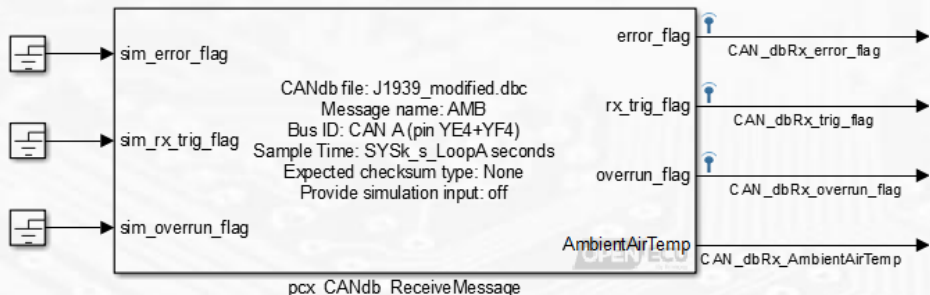 error_flag
CAN_dbRx_error_flag
sim_error_flag
CANdb file: J1939_modified.dbc
Message name: AMB
Bus ID: CAN A (pin YE4+YF4)
Sample Time: SYSk_s_LoopA seconds
Expected checksum type: None
Provide simulation input: off
rx_trig_flag
CAN_dbRx_trig_flag
sim_rx_trig_flag
overrun_flag
CAN_dbRx_overrun_flag
sim_overrun_flag
AmbientAirTemp
CAN_dbRx_AmbientAirTemp
OPENECU
pcx_CANdb_ReceiveMessage